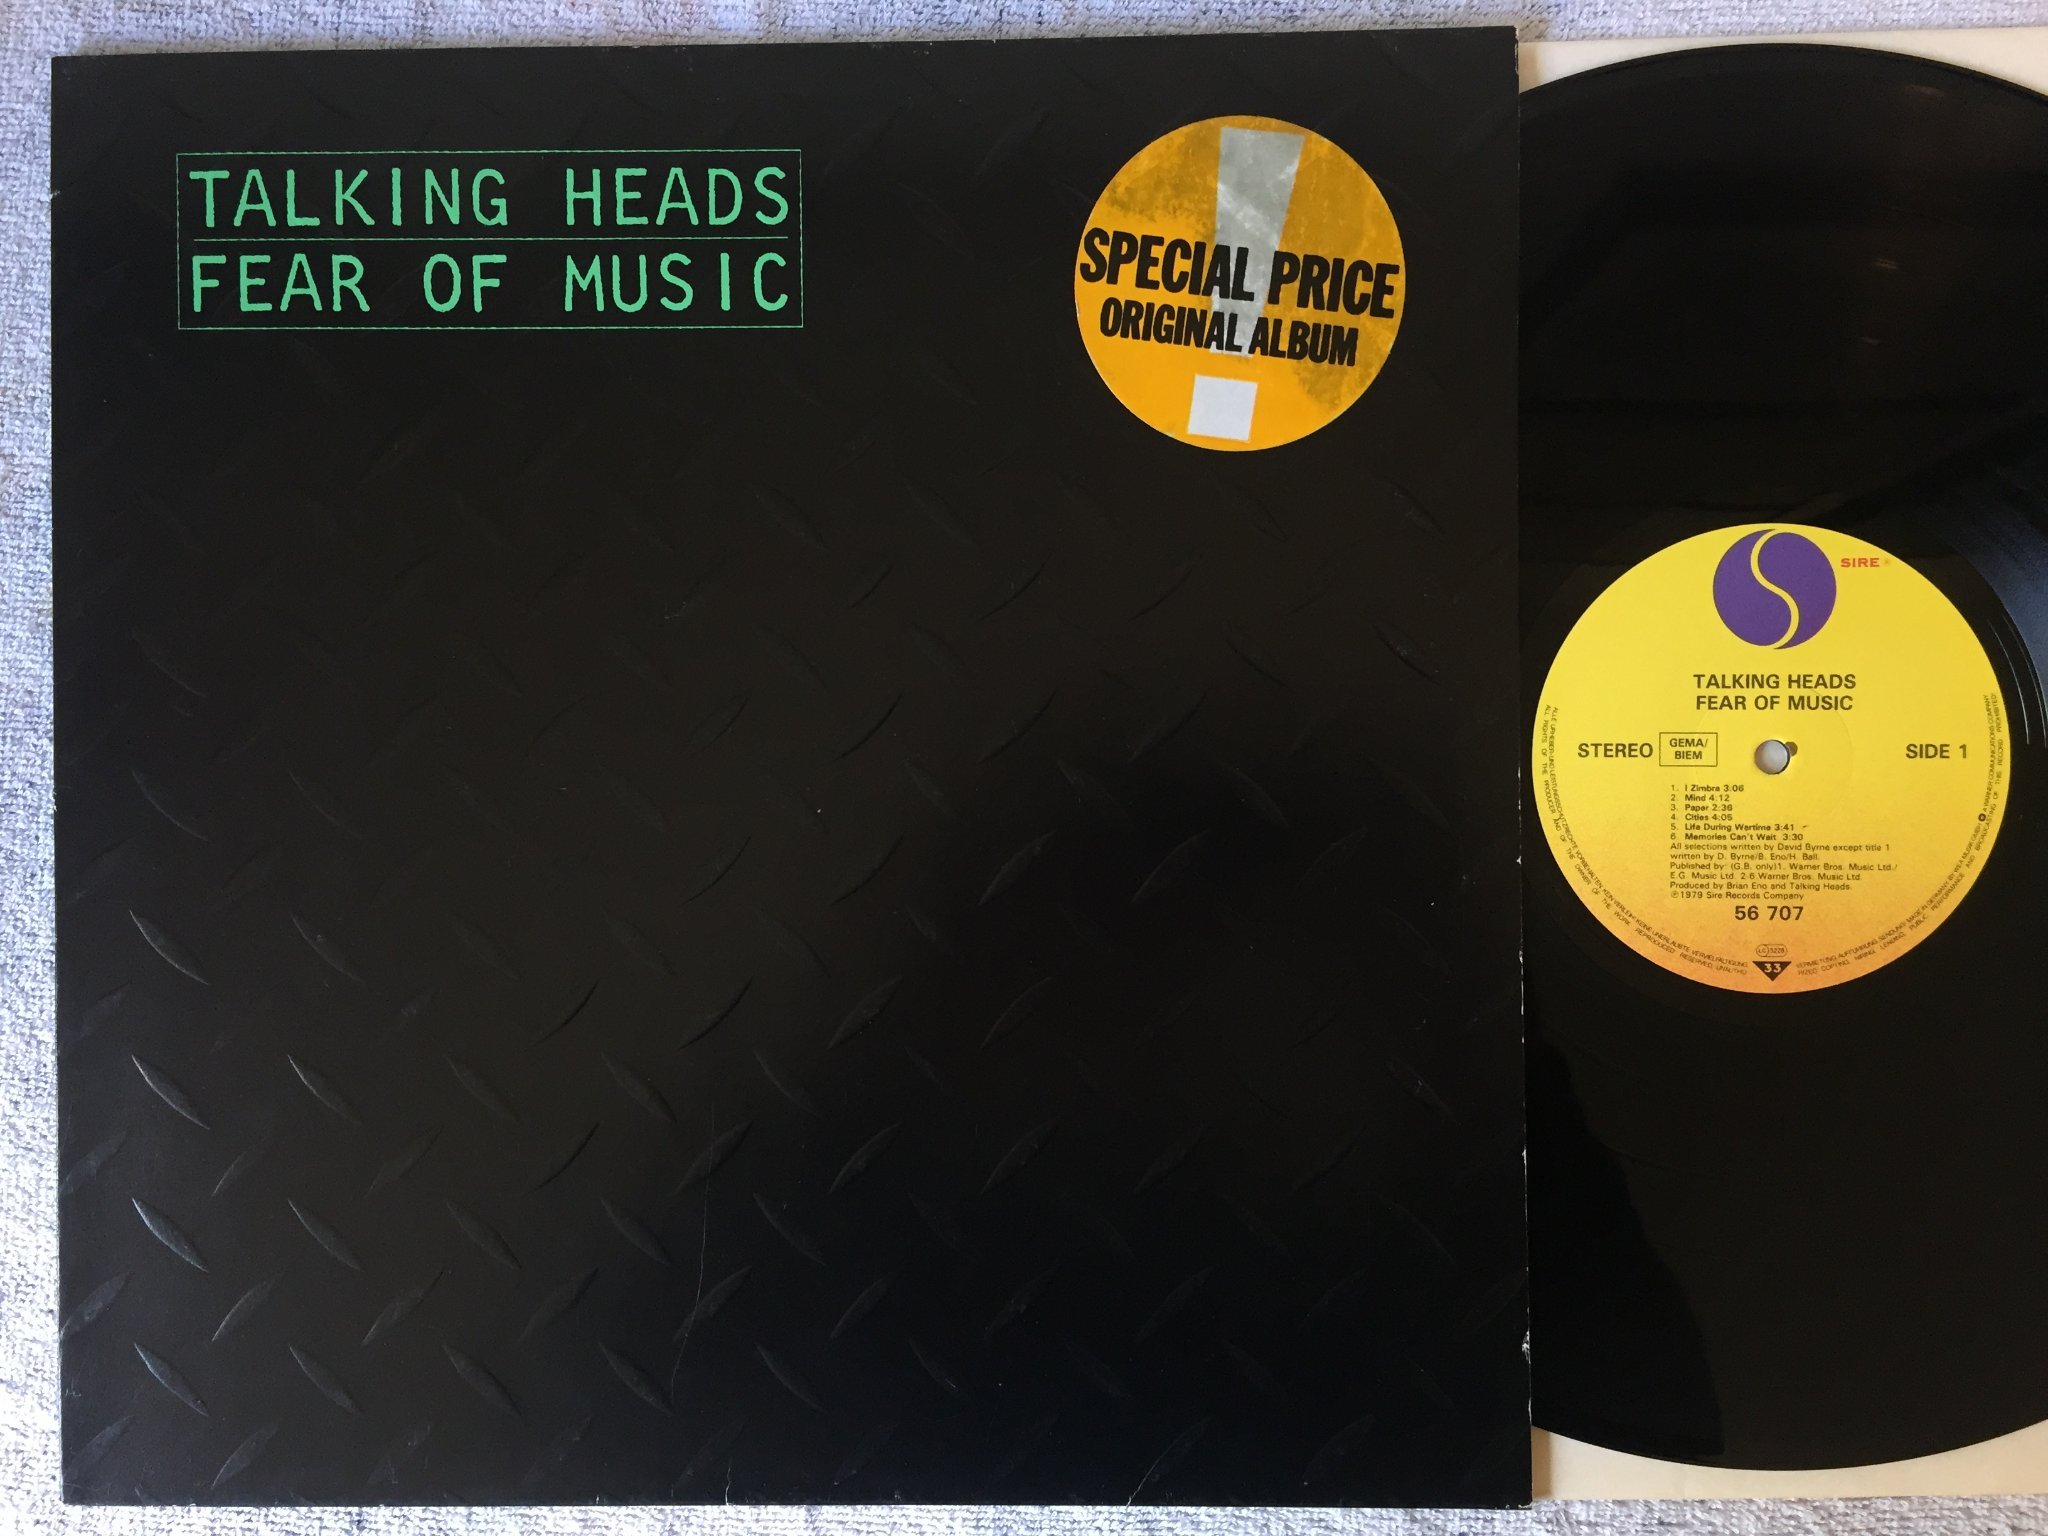 TALKING HEADS
FEAR OF MUSIC
SPECIAL PRICE
ORIGINAL ALBUM
SIRE
TALKING HEADS
FEAR OF MUSIC
STEREO
GEMA/
BIEM
SIDE 1
1. I Zimbra 3:06
2. Mind 4:12
3. Paper 2:36
4. Cities 4:05
5. Life During Wartime 3:41
6. Memories Can't Wait 3:30
All selections written by David Byrne except title 1
written by D. Byrne/B. Eno/H. Ball.
Published by: (G.B. only) 1. Warner Bros. Music Ltd./
E.G. Music Ltd. 2-6 Warner Bros. Music Ltd.
Produced by Brian Eno and Talking Heads.
℗ 1979 Sire Records Company
56 707
LC 3228
33